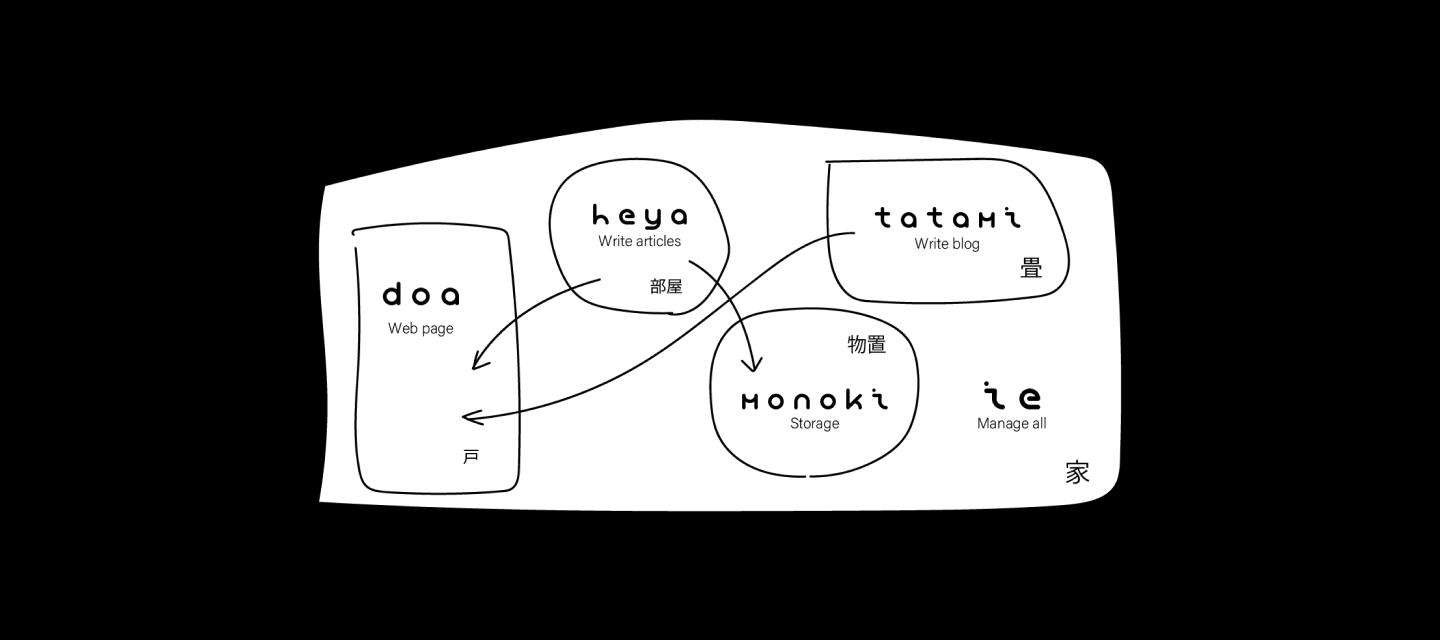 doa
Web page
戸
heya
Write articles
部屋
tatami
Write blog
畳
物置
monoki
Storage
ie
Manage all
家